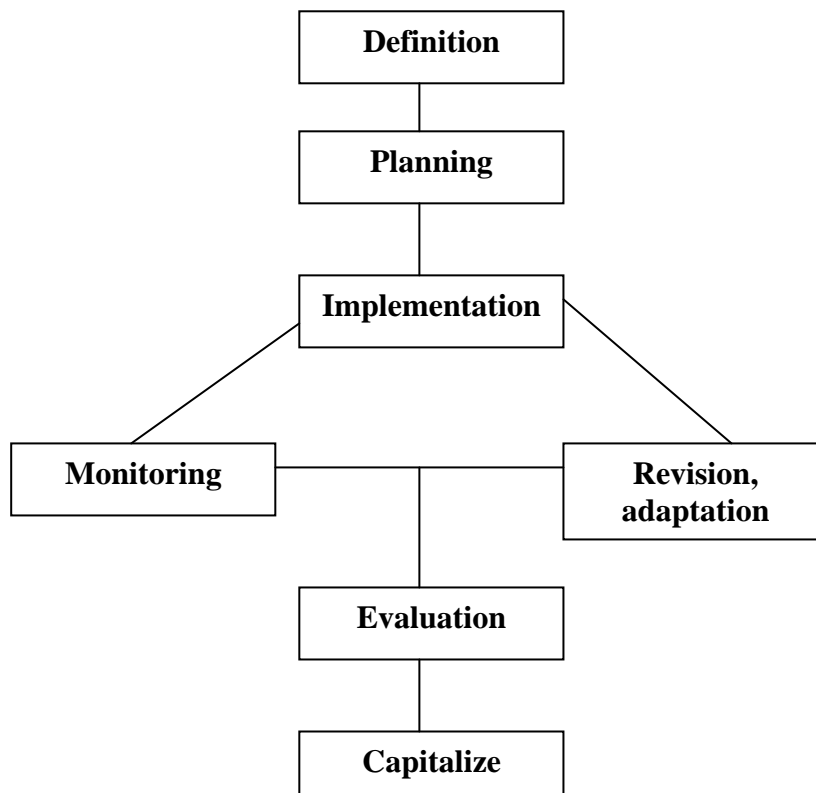 Definition
Planning
Implementation
Monitoring
Revision,
adaptation
Evaluation
Capitalize